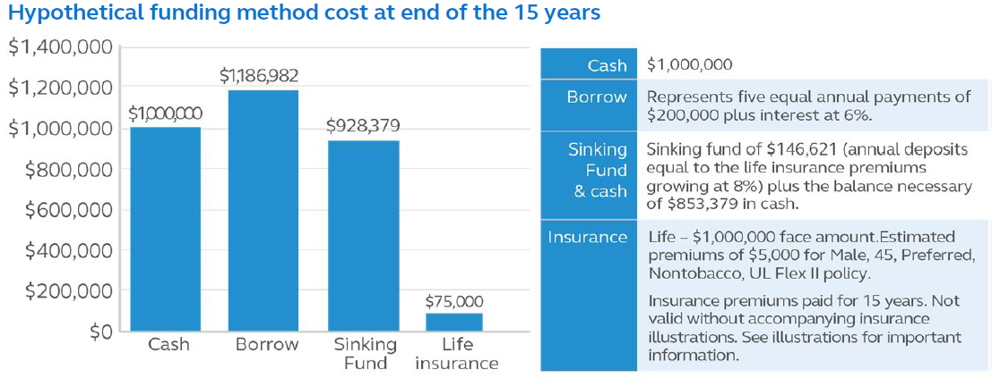 Hypothetical funding method cost at end of the 15 years
$1,400,000
$1,200,000
$1,000,000
$800,000
$600,000
$400,000
$200,000
$0
$1,000,000
$1,186,982
$928,379
$75,000
Cash
Borrow
Sinking
Fund
Life
insurance
Cash
$1,000,000
Borrow
Represents five equal annual payments of
$200,000 plus interest at 6%.
Sinking
Fund
& cash
Sinking fund of $146,621 (annual deposits
equal to the life insurance premiums
growing at 8%) plus the balance necessary
of $853,379 in cash.
Insurance
Life – $1,000,000 face amount.Estimated
premiums of $5,000 for Male, 45, Preferred,
Nontobacco, UL Flex II policy.
Insurance premiums paid for 15 years. Not
valid without accompanying insurance
illustrations. See illustrations for important
information.